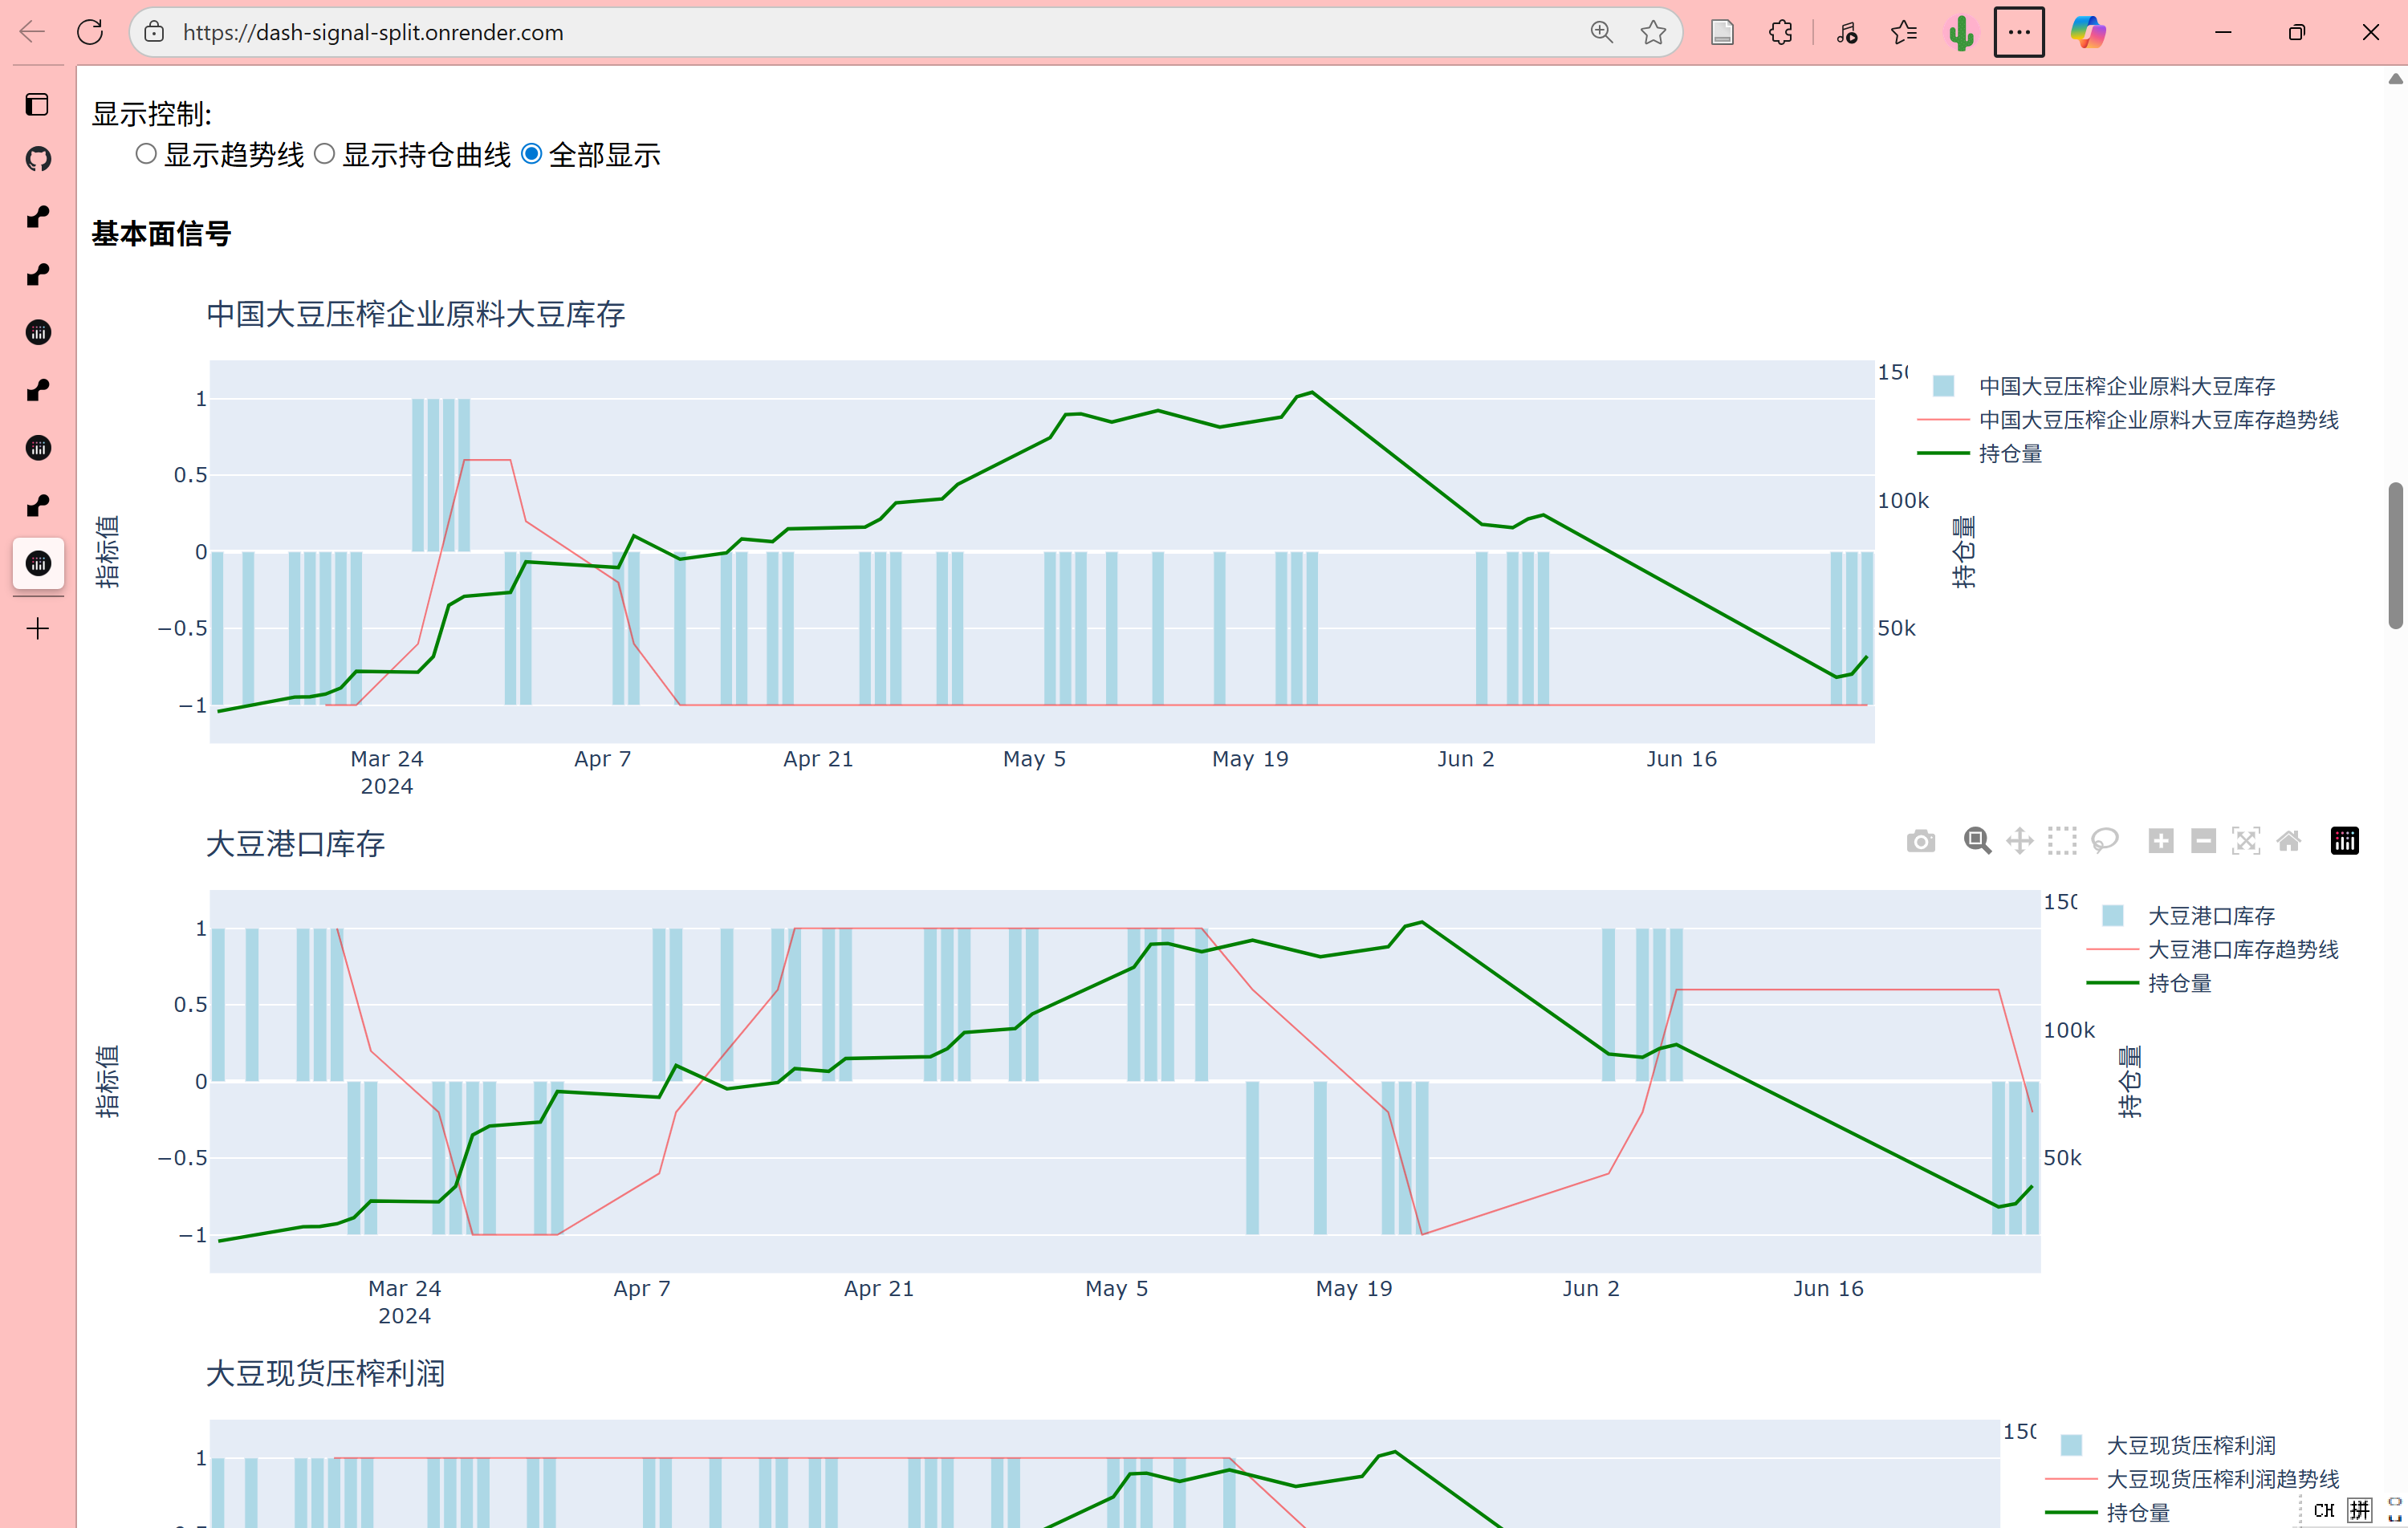 https://dash-signal-split.onrender.com
显示控制:
显示趋势线 显示持仓曲线 全部显示
基本面信号
中国大豆压榨企业原料大豆库存
1
0.5
0
−0.5
−1
指标值
Mar 24
2024
Apr 7
Apr 21
May 5
May 19
Jun 2
Jun 16
100k
50k
持仓量
中国大豆压榨企业原料大豆库存
中国大豆压榨企业原料大豆库存趋势线
持仓量
大豆港口库存
1
0.5
0
−0.5
−1
指标值
Mar 24
2024
Apr 7
Apr 21
May 5
May 19
Jun 2
Jun 16
100k
50k
持仓量
大豆港口库存
大豆港口库存趋势线
持仓量
大豆现货压榨利润
1
大豆现货压榨利润
大豆现货压榨利润趋势线
持仓量
CH 拼